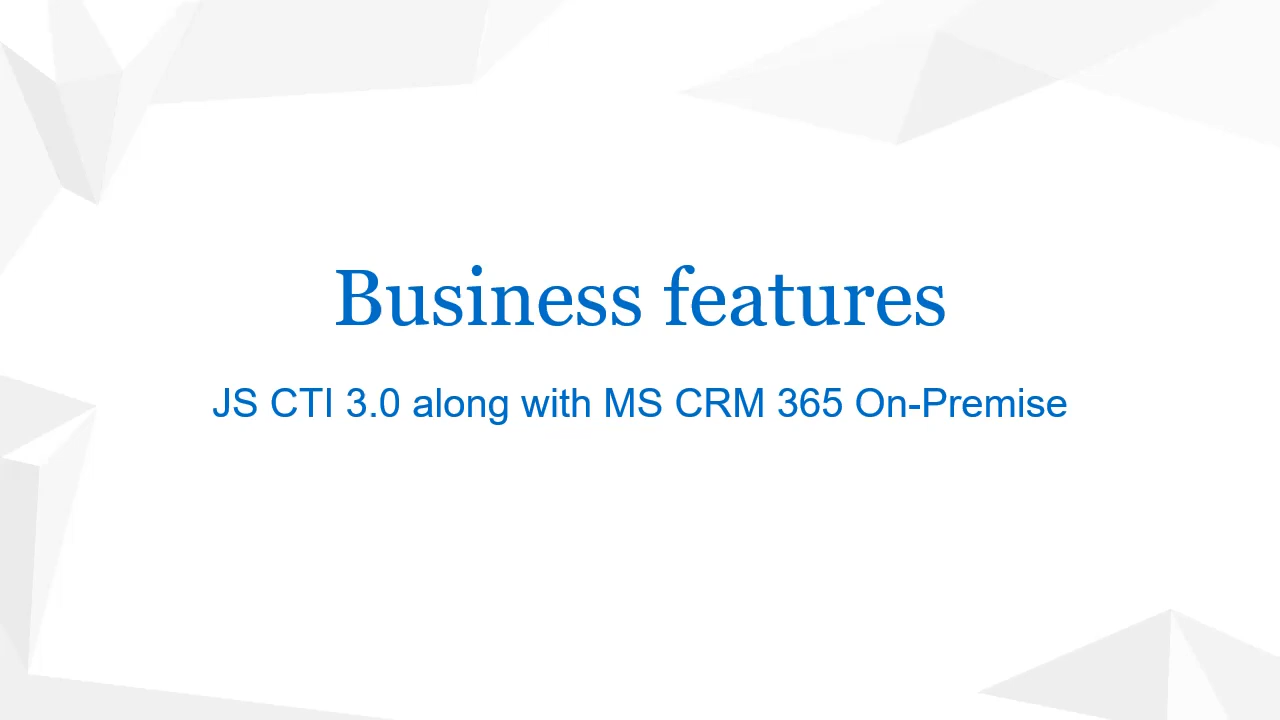 Business features
JS CTI 3.0 along with MS CRM 365 On-Premise